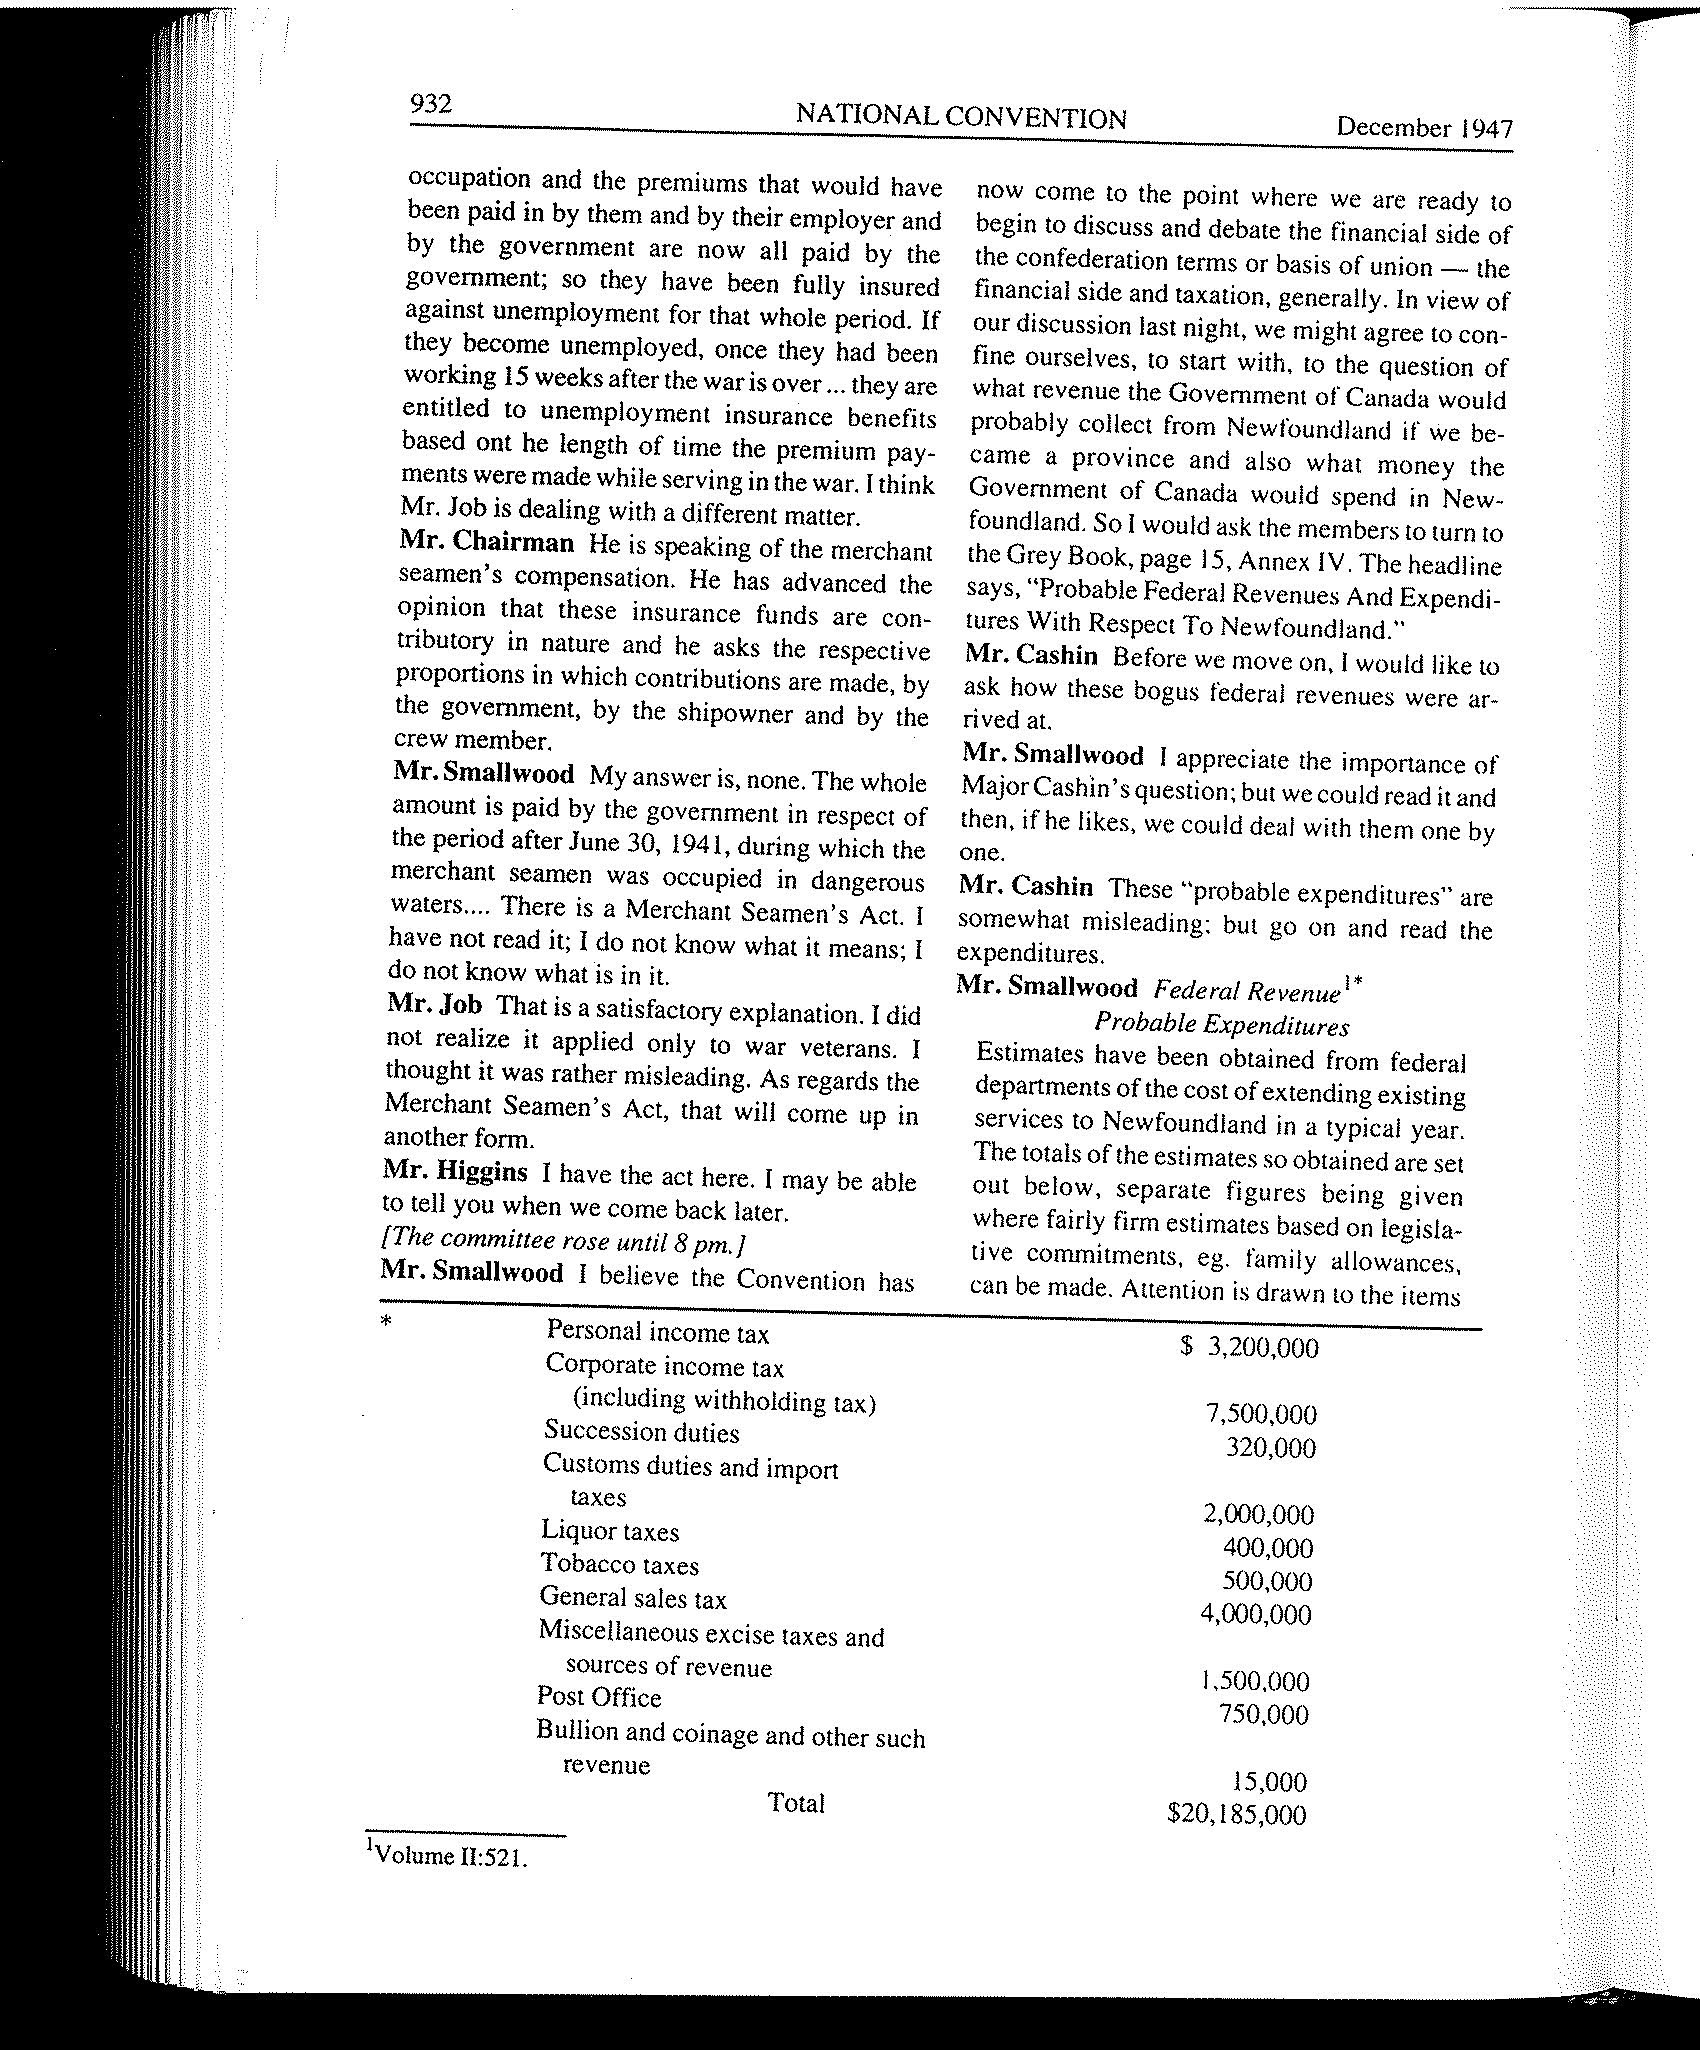 932
NATIONAL CONVENTION
December 1947
occupation and the premiums that would have
been paid in by them and by their employer and
by the government are now all paid by the
government; so they have been fully insured
against unemployment for that whole period. If
they become unemployed, once they had been
working 15 weeks after the war is over ... they are
entitled to unemployment insurance benefits
based ont he length of time the premium pay-
ments were made while serving in the war. I think
Mr. Job is dealing with a different matter.
Mr. Chairman He is speaking of the merchant
seamen's compensation. He has advanced the
opinion that these insurance funds are con-
tributory in nature and he asks the respective
proportions in which contributions are made, by
the government, by the shipowner and by the
crew member.
Mr. Smallwood My answer is, none. The whole
amount is paid by the government in respect of
the period after June 30, 1941, during which the
merchant seamen was occupied in dangerous
waters.... There is a Merchant Seamen's Act. I
have not read it; I do not know what it means; I
do not know what is in it.
Mr. Job That is a satisfactory explanation. I did
not realize it applied only to war veterans. I
thought it was rather misleading. As regards the
Merchant Seamen's Act, that will come up in
another form.
Mr. Higgins I have the act here. I may be able
to tell you when we come back later.
[The committee rose until 8 pm.]
Mr. Smallwood I believe the Convention has
now come to the point where we are ready to
begin to discuss and debate the financial side of
the confederation terms or basis of union — the
financial side and taxation, generally. In view of
our discussion last night, we might agree to con-
fine ourselves, to start with, to the question of
what revenue the Government of Canada would
probably collect from Newfoundland if we be-
came a province and also what money the
Government of Canada would spend in New-
foundland. So I would ask the members to turn to
the Grey Book, page 15, Annex IV. The headline
says, "Probable Federal Revenues And Expendi-
tures With Respect To Newfoundland."
Mr. Cashin Before we move on, I would like to
ask how these bogus federal revenues were ar-
rived at.
Mr. Smallwood I appreciate the importance of
Major Cashin's question; but we could read it and
then, if he likes, we could deal with them one by
one.
Mr. Cashin These "probable expenditures" are
somewhat misleading; but go on and read the
expenditures.
Mr. Smallwood Federal Revenue1*
Probable Expenditures
Estimates have been obtained from federal
departments of the cost of extending existing
services to Newfoundland in a typical year.
The totals of the estimates so obtained are set
out below, separate figures being given
where fairly firm estimates based on legisla-
tive commitments, eg. family allowances,
can be made. Attention is drawn to the items
* Personal income tax $ 3,200,000
Corporate income tax
(including withholding tax) 7,500,000
Succession duties 320,000
Customs duties and import
taxes 2,000,000
Liquor taxes 400,000
Tobacco taxes 500,000
General sales tax 4,000,000
Miscellaneous excise taxes and
sources of revenue 1,500,000
Post Office 750,000
Bullion and coinage and other such
revenue 15,000
Total $20,185,000
1Volume II:521.